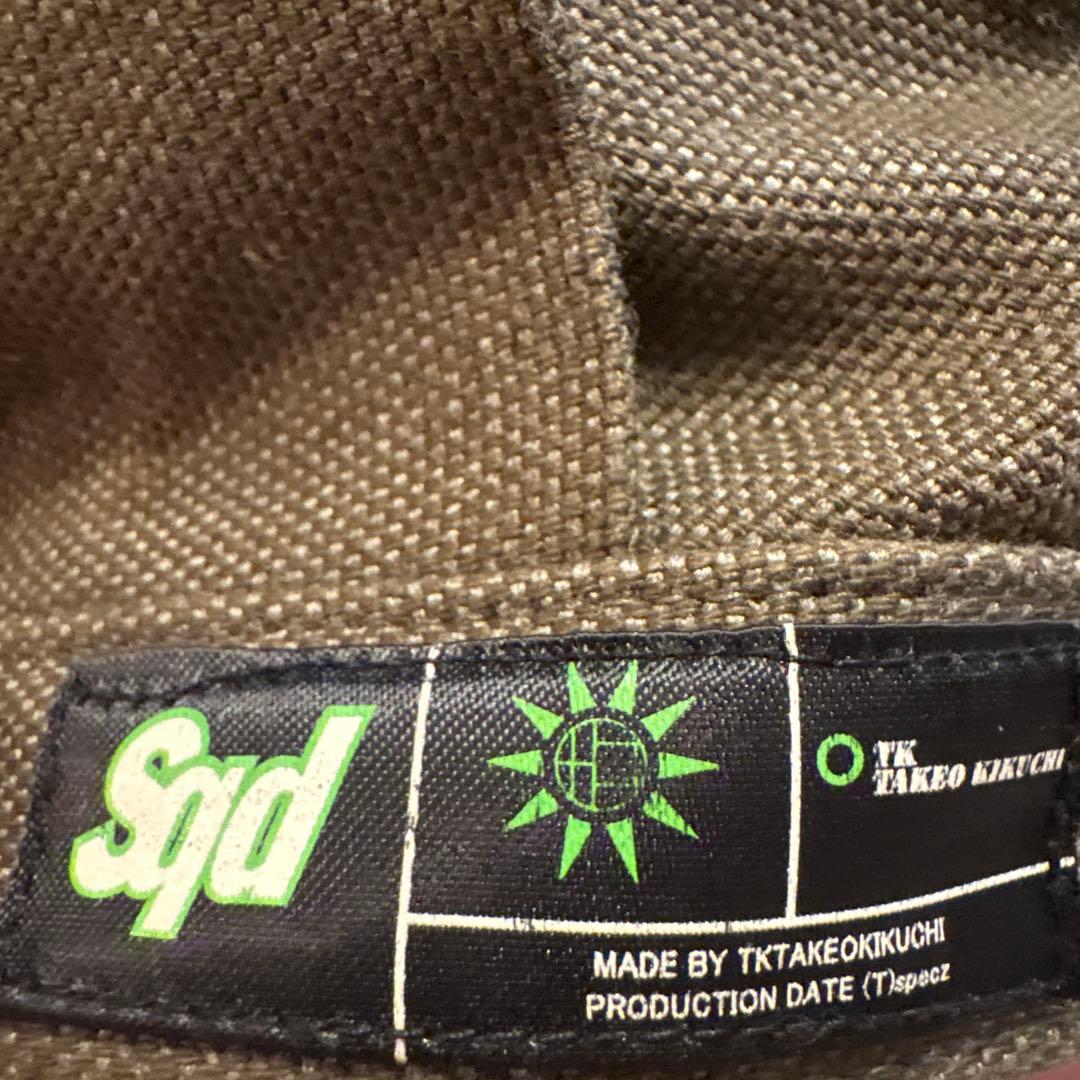 Sqd
TK
TAKEO KIKUCHI
MADE BY TKTAKEOKIKUCHI
PRODUCTION DATE (T)specz